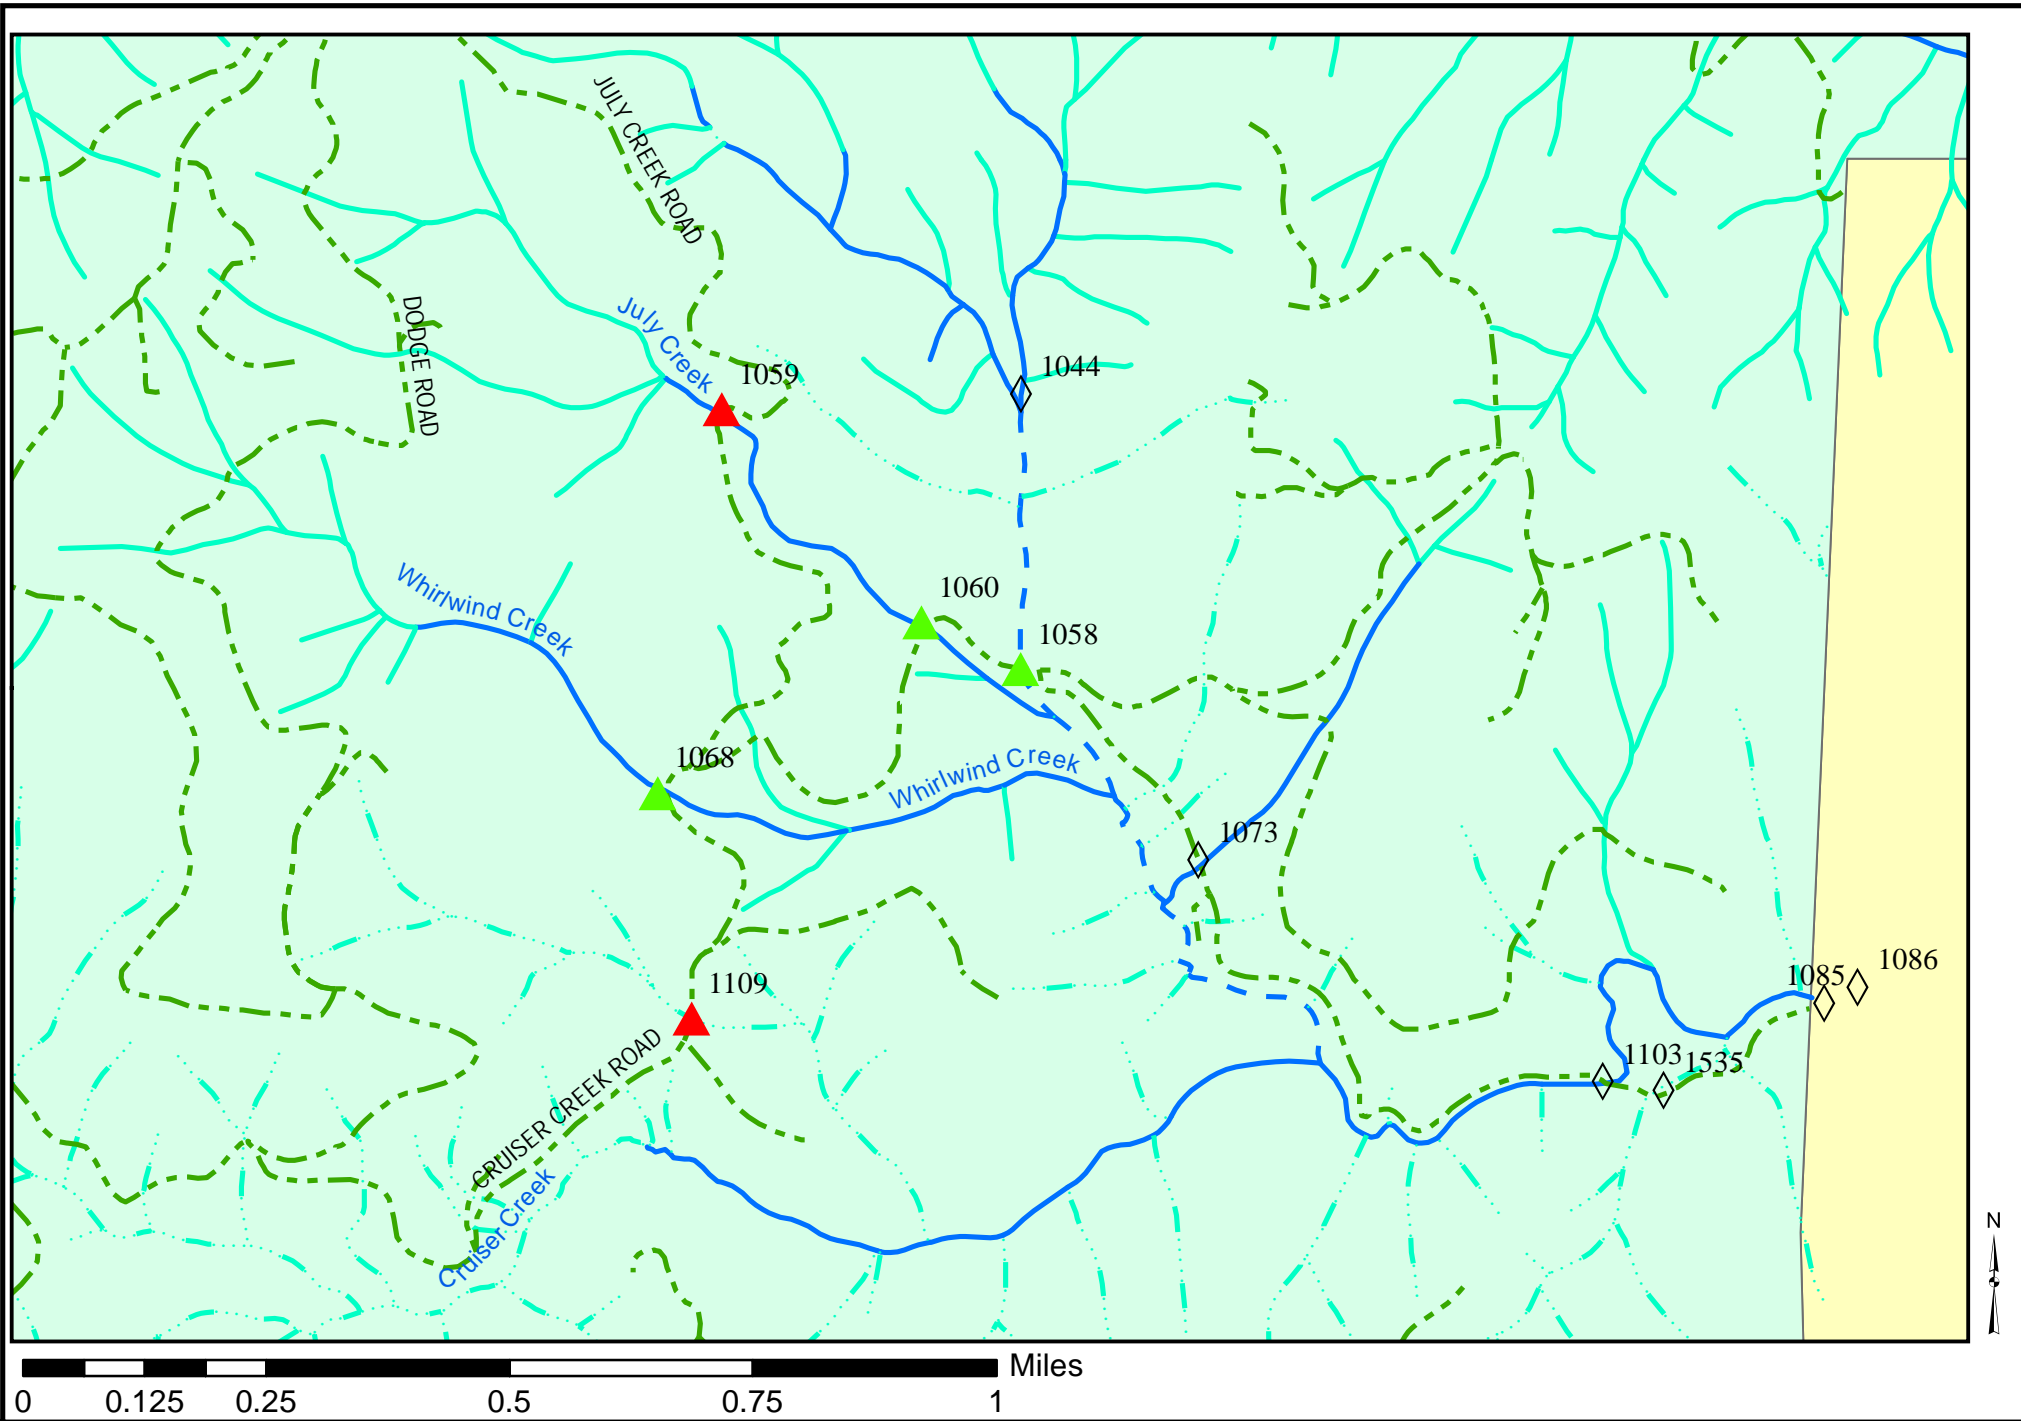 JULY CREEK ROAD
DODGE ROAD
July Creek
1059
1044
Whirlwind Creek
1060
1058
1068
Whirlwind Creek
1073
1109
1085
1086
1103
1535
CRUISER CREEK ROAD
Cruiser Creek
N
Miles
0 0.125 0.25 0.5 0.75 1